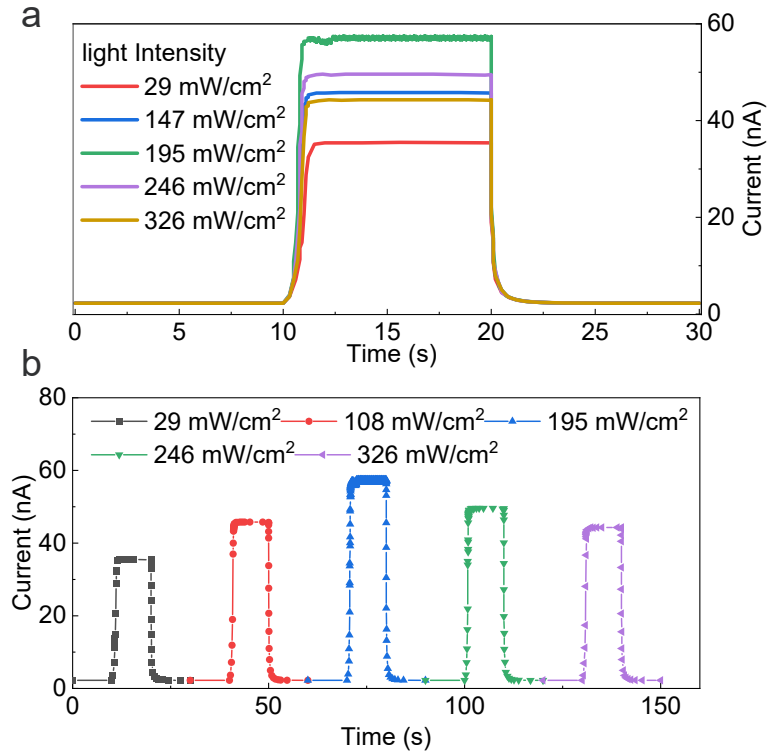 a
light Intensity
29 mW/cm²
147 mW/cm²
195 mW/cm²
246 mW/cm²
326 mW/cm²
60
40
20
0
Current (nA)
0 5 10 15 20 25 30
Time (s)
b
80
60
40
20
0
Current (nA)
29 mW/cm² 108 mW/cm² 195 mW/cm²
246 mW/cm² 326 mW/cm²
0 50 100 150
Time (s)